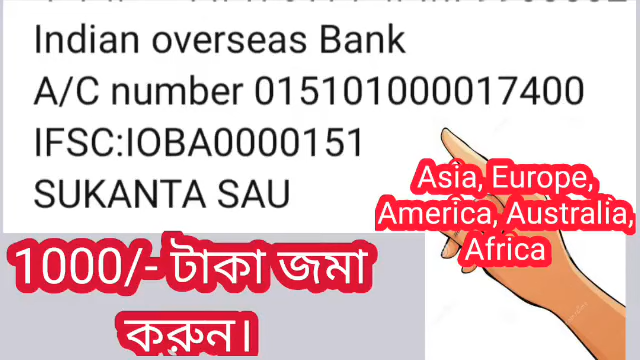 Indian overseas Bank
A/C number 015101000017400
IFSC:IOBA0000151
SUKANTA SAU
Asia, Europe,
America, Australia,
Africa
1000/- টাকা জমা
করুন।